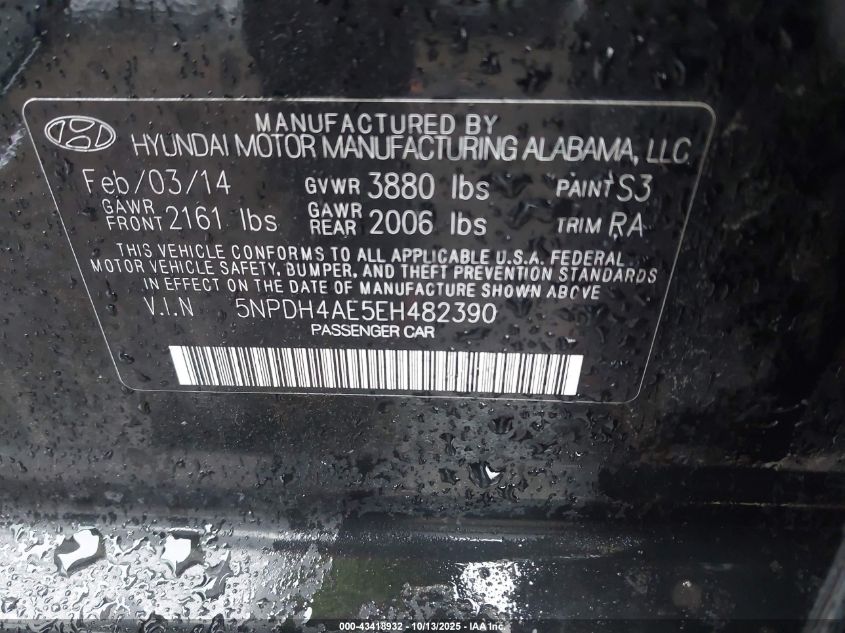 MANUFACTURED BY
HYUNDAI MOTOR MANUFACTURING ALABAMA, LLC
Feb/03/14 GVWR 3880 lbs PAINT S3
GAWR FRONT 2161 lbs GAWR REAR 2006 lbs TRIM RA
THIS VEHICLE CONFORMS TO ALL APPLICABLE U.S.A. FEDERAL
MOTOR VEHICLE SAFETY, BUMPER, AND THEFT PREVENTION STANDARDS
IN EFFECT ON THE DATE OF MANUFACTURE SHOWN ABOVE
V.I.N 5NPDH4AE5EH482390
PASSENGER CAR
000-43418932 - 10/13/2025 - IAA Inc.